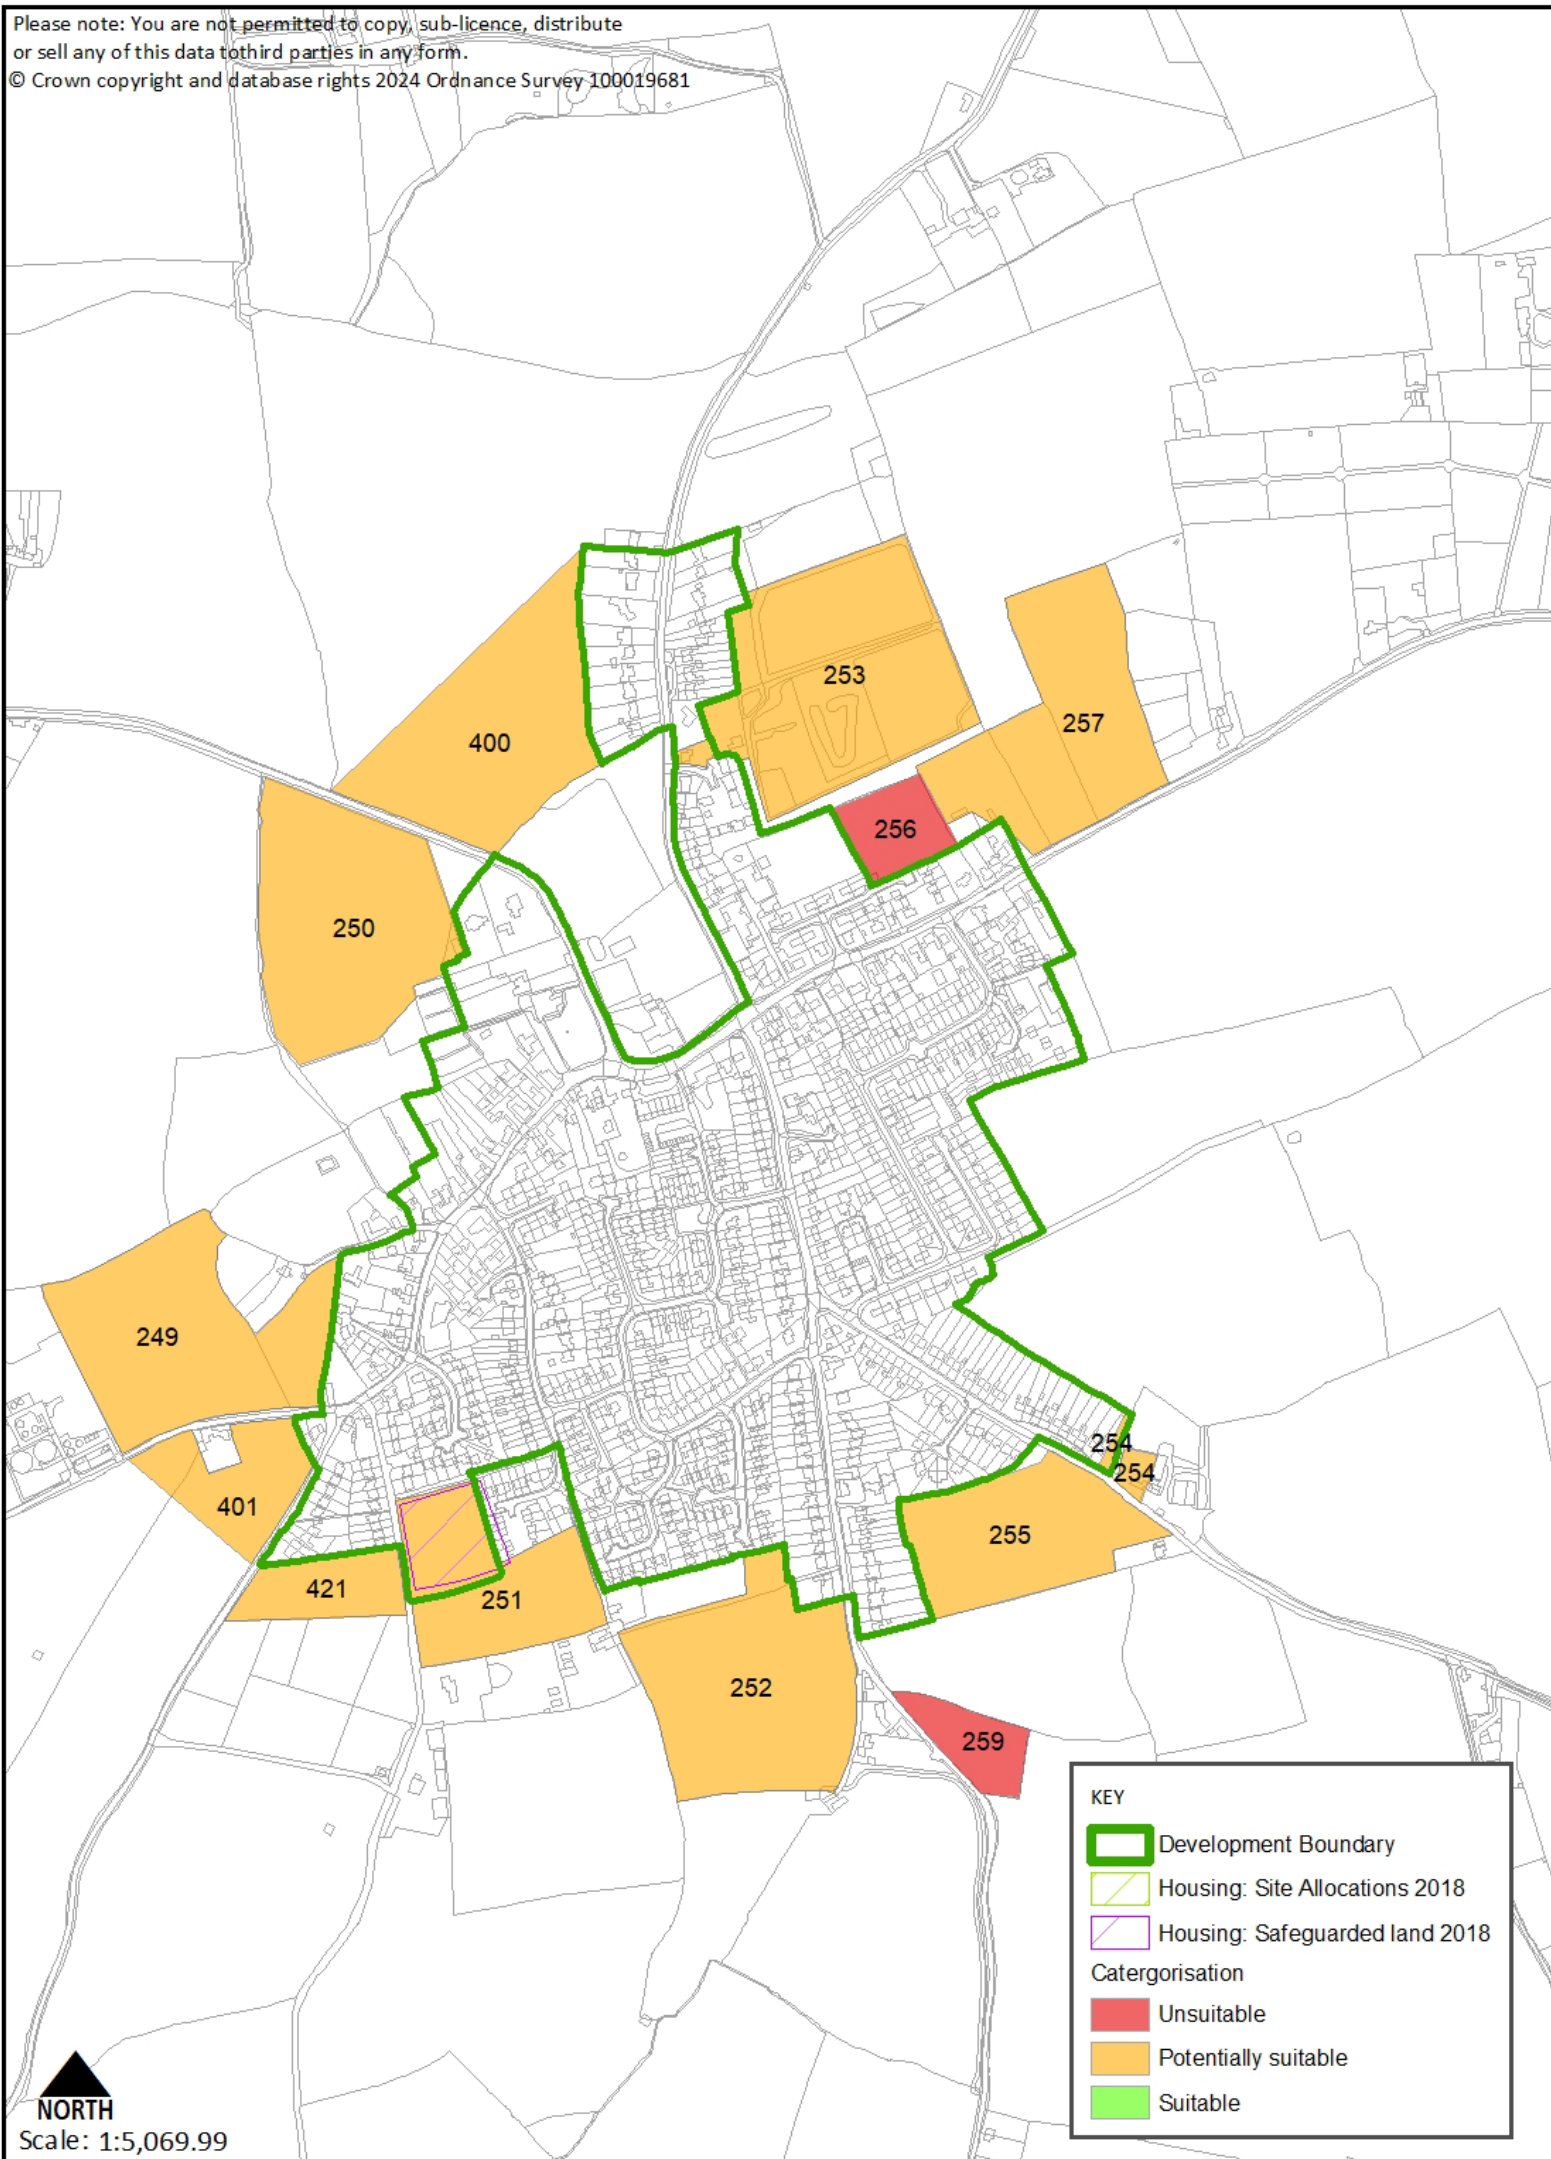 Please note: You are not permitted to copy, sub-licence, distribute
or sell any of this data tothird parties in any form.
© Crown copyright and database rights 2024 Ordnance Survey 100019681
253
257
400
256
250
249
254
254
401
255
421
251
252
259
KEY
Development Boundary
Housing: Site Allocations 2018
Housing: Safeguarded land 2018
Catergorisation
Unsuitable
Potentially suitable
Suitable
NORTH
Scale: 1:5,069.99